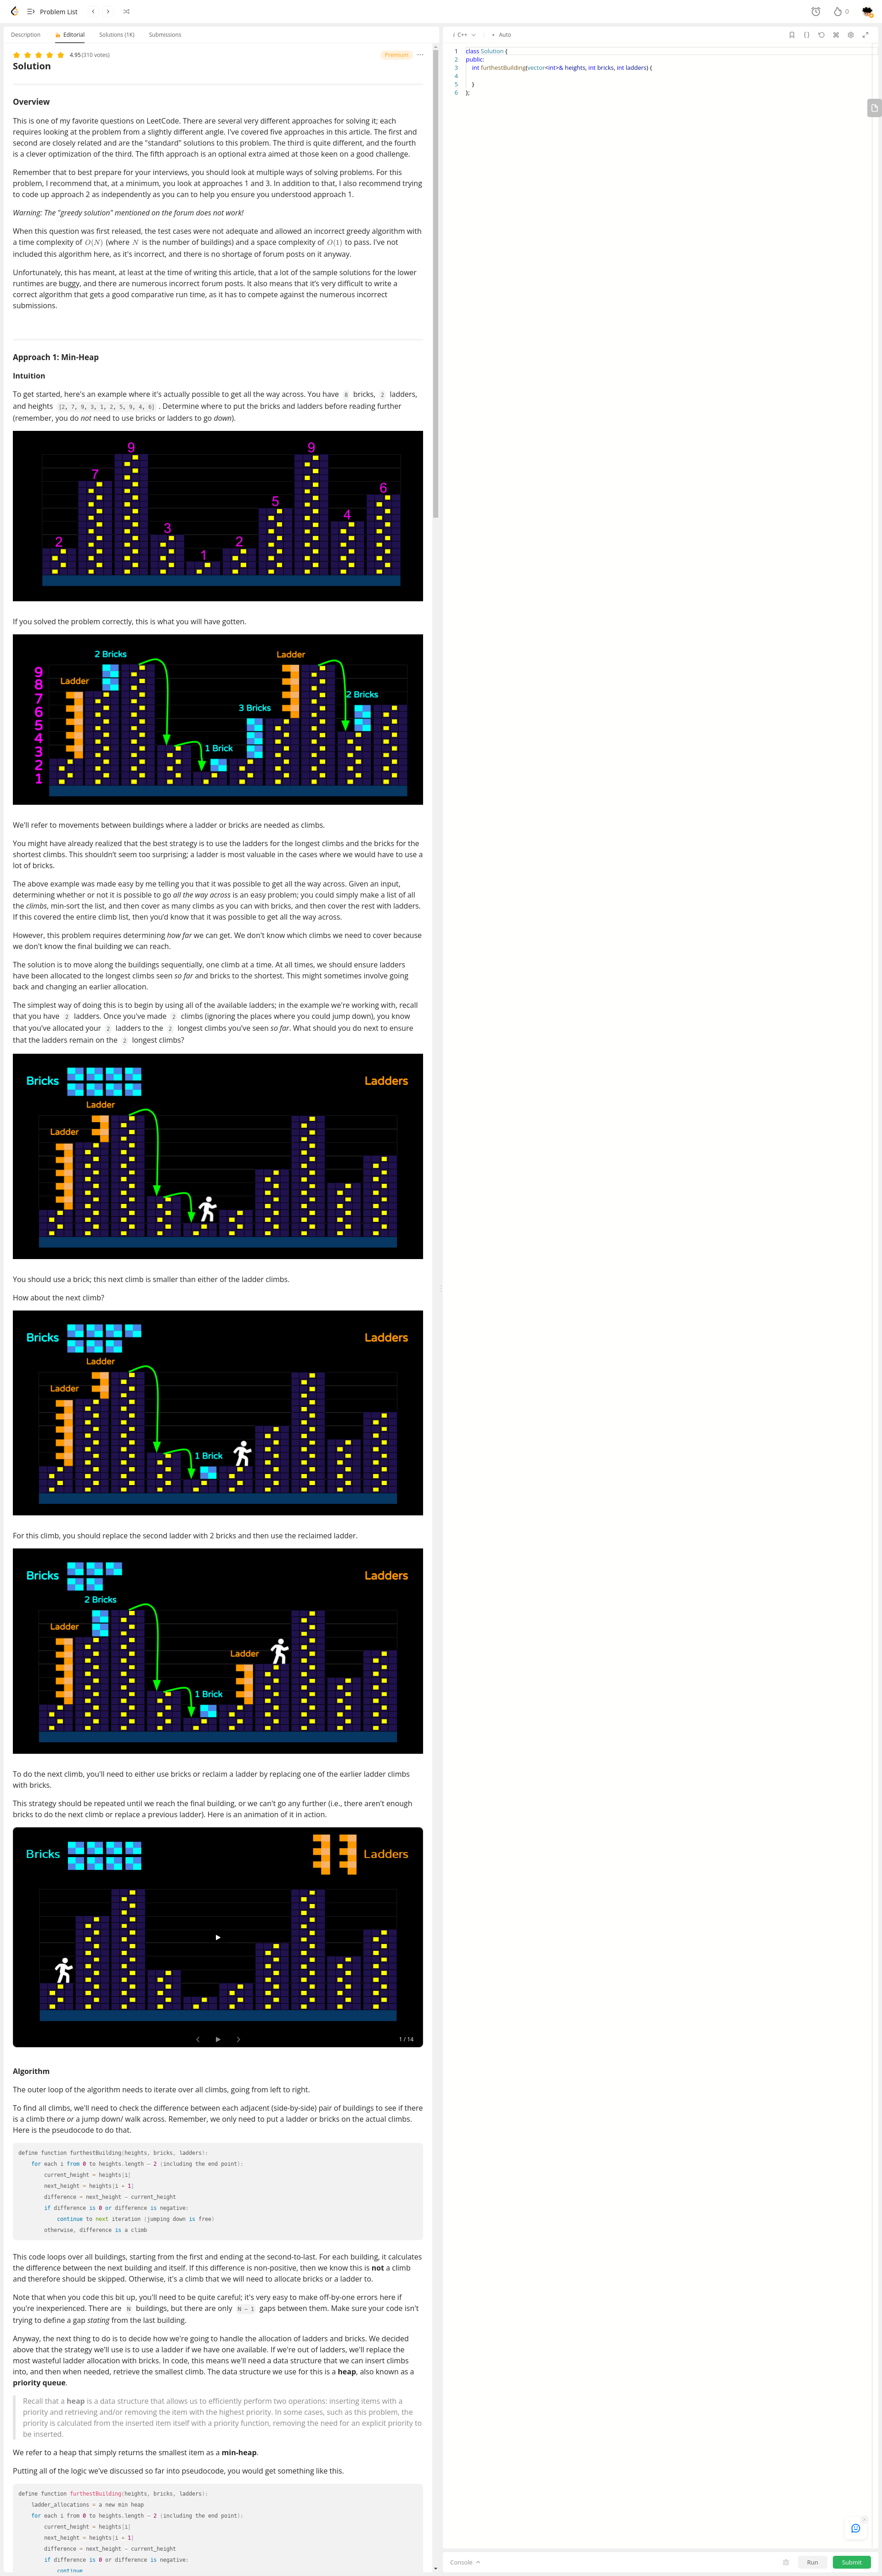 Problem List
0
Description
Editorial
Solutions (1K)
Submissions
4.95 (310 votes)
Premium
Solution
Overview
This is one of my favorite questions on LeetCode. There are several very different approaches for solving it; each
requires looking at the problem from a slightly different angle. I've covered five approaches in this article. The first and
second are closely related and are the "standard" solutions to this problem. The third is quite different, and the fourth
is a clever optimization of the third. The fifth approach is an optional extra aimed at those keen on a good challenge.
Remember that to best prepare for your interviews, you should look at multiple ways of solving problems. For this
problem, I recommend that, at a minimum, you look at approaches 1 and 3. In addition to that, I also recommend trying
to code up approach 2 as independently as you can to help you ensure you understood approach 1.
Warning: The "greedy solution" mentioned on the forum does not work!
When this question was first released, the test cases were not adequate and allowed an incorrect greedy algorithm with
a time complexity of O(N) (where N is the number of buildings) and a space complexity of O(1) to pass. I've not
included this algorithm here, as it's incorrect, and there is no shortage of forum posts on it anyway.
Unfortunately, this has meant, at least at the time of writing this article, that a lot of the sample solutions for the lower
runtimes are buggy, and there are numerous incorrect forum posts. It also means that it's very difficult to write a
correct algorithm that gets a good comparative run time, as it has to compete against the numerous incorrect
submissions.
Approach 1: Min-Heap
Intuition
To get started, here's an example where it's actually possible to get all the way across. You have 8 bricks, 2 ladders,
and heights [2, 7, 9, 3, 1, 2, 5, 9, 4, 6] . Determine where to put the bricks and ladders before reading further
(remember, you do not need to use bricks or ladders to go down).
2
7
9
3
1
2
5
9
4
6
If you solved the problem correctly, this is what you will have gotten.
9
8
7
6
5
4
3
2
1
Ladder
2 Bricks
1 Brick
3 Bricks
Ladder
2 Bricks
We'll refer to movements between buildings where a ladder or bricks are needed as climbs.
You might have already realized that the best strategy is to use the ladders for the longest climbs and the bricks for the
shortest climbs. This shouldn't seem too surprising; a ladder is most valuable in the cases where we would have to use a
lot of bricks.
The above example was made easy by me telling you that it was possible to get all the way across. Given an input,
determining whether or not it is possible to go all the way across is an easy problem; you could simply make a list of all
the climbs, min-sort the list, and then cover as many climbs as you can with bricks, and then cover the rest with ladders.
If this covered the entire climb list, then you'd know that it was possible to get all the way across.
However, this problem requires determining how far we can get. We don't know which climbs we need to cover because
we don't know the final building we can reach.
The solution is to move along the buildings sequentially, one climb at a time. At all times, we should ensure ladders
have been allocated to the longest climbs seen so far and bricks to the shortest. This might sometimes involve going
back and changing an earlier allocation.
The simplest way of doing this is to begin by using all of the available ladders; in the example we're working with, recall
that you have 2 ladders. Once you've made 2 climbs (ignoring the places where you could jump down), you know
that you've allocated your 2 ladders to the 2 longest climbs you've seen so far. What should you do next to ensure
that the ladders remain on the 2 longest climbs?
Bricks
Ladders
Ladder
Ladder
You should use a brick; this next climb is smaller than either of the ladder climbs.
How about the next climb?
Bricks
Ladders
Ladder
Ladder
1 Brick
For this climb, you should replace the second ladder with 2 bricks and then use the reclaimed ladder.
Bricks
Ladders
2 Bricks
Ladder
Ladder
1 Brick
To do the next climb, you'll need to either use bricks or reclaim a ladder by replacing one of the earlier ladder climbs
with bricks.
This strategy should be repeated until we reach the final building, or we can't go any further (i.e., there aren't enough
bricks to do the next climb or replace a previous ladder). Here is an animation of it in action.
Bricks
Ladders
1 / 14
Algorithm
The outer loop of the algorithm needs to iterate over all climbs, going from left to right.
To find all climbs, we'll need to check the difference between each adjacent (side-by-side) pair of buildings to see if there
is a climb there or a jump down/ walk across. Remember, we only need to put a ladder or bricks on the actual climbs.
Here is the pseudocode to do that.
define function furthestBuilding(heights, bricks, ladders):
for each i from 0 to heights.length - 2 (including the end point):
current_height = heights[i]
next_height = heights[i + 1]
difference = next_height - current_height
if difference is 0 or difference is negative:
continue to next iteration (jumping down is free)
otherwise, difference is a climb
This code loops over all buildings, starting from the first and ending at the second-to-last. For each building, it calculates
the difference between the next building and itself. If this difference is non-positive, then we know this is not a climb
and therefore should be skipped. Otherwise, it's a climb that we will need to allocate bricks or a ladder to.
Note that when you code this bit up, you'll need to be quite careful; it's very easy to make off-by-one errors here if
you're inexperienced. There are N buildings, but there are only N - 1 gaps between them. Make sure your code isn't
trying to define a gap stating from the last building.
Anyway, the next thing to do is to decide how we're going to handle the allocation of ladders and bricks. We decided
above that the strategy we'll use is to use a ladder if we have one available. If we're out of ladders, we'll replace the
most wasteful ladder allocation with bricks. In code, this means we'll need a data structure that we can insert climbs
into, and then when needed, retrieve the smallest climb. The data structure we use for this is a heap, also known as a
priority queue.
Recall that a heap is a data structure that allows us to efficiently perform two operations: inserting items with a
priority and retrieving and/or removing the item with the highest priority. In some cases, such as this problem, the
priority is calculated from the inserted item itself with a priority function, removing the need for an explicit priority to
be inserted.
We refer to a heap that simply returns the smallest item as a min-heap.
Putting all of the logic we've discussed so far into pseudocode, you would get something like this.
define function furthestBuilding(heights, bricks, ladders):
ladder_allocations = a new min heap
for each i from 0 to heights.length - 2 (including the end point):
current_height = heights[i]
next_height = heights[i + 1]
difference = next_height - current_height
if difference is 0 or difference is negative:
continue
i C++
Auto
1 class Solution {
2 public:
3 int furthestBuilding(vector<int>& heights, int bricks, int ladders) {
4
5 }
6 };
Console
Run
Submit